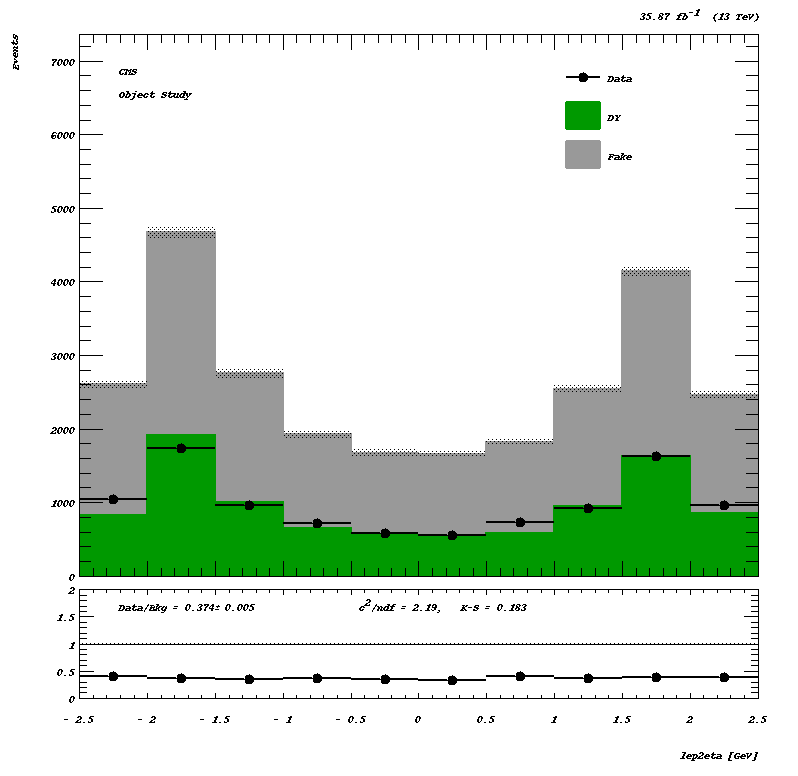 35.87 fb-1 (13 TeV)
Events
7000
6000
5000
4000
3000
2000
1000
0
CMS
Object Study
Data
DY
Fake
2
1.5
1
0.5
0
Data/Bkg = 0.374± 0.005 c2/ndf = 2.19, K-S = 0.183
- 2.5 - 2 - 1.5 - 1 - 0.5 0 0.5 1 1.5 2 2.5
lep2eta [GeV]